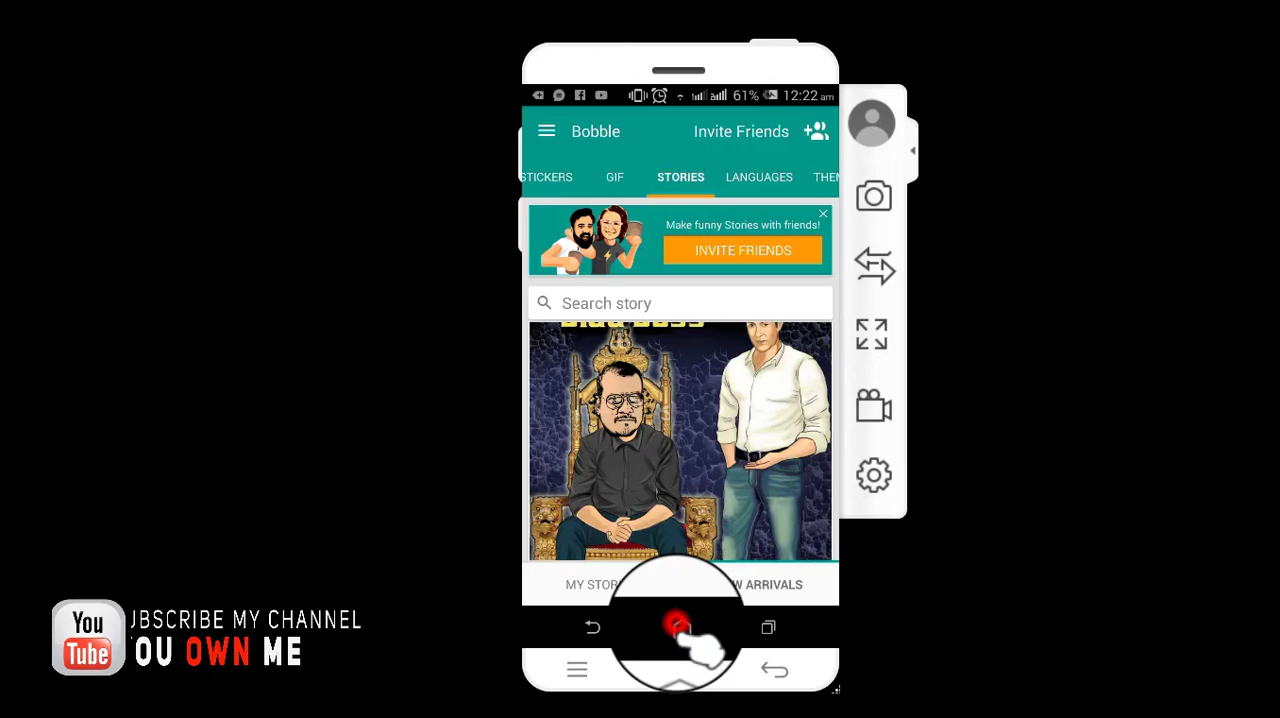 61% 12:22 am
Bobble Invite Friends
STICKERS GIF STORIES LANGUAGES THEM
Make funny Stories with friends!
INVITE FRIENDS
Search story
MY STOR W ARRIVALS
You
Tube
UBSCRIBE MY CHANNEL
OU OWN ME